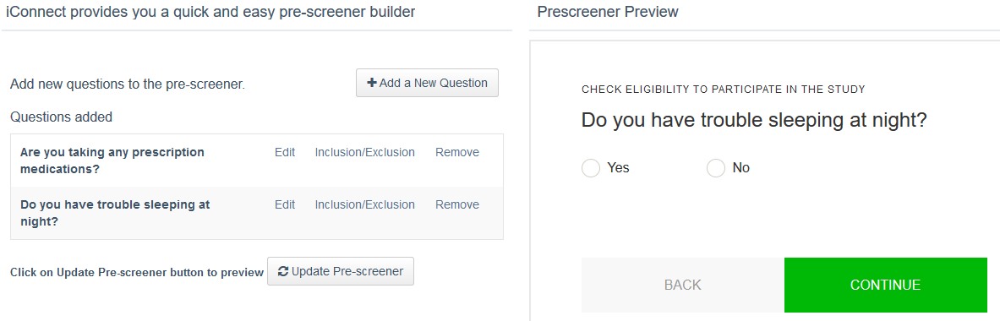 iConnect provides you a quick and easy pre-screener builder
Add new questions to the pre-screener.
Add a New Question
Questions added
Are you taking any prescription
medications?
Edit Inclusion/Exclusion Remove
Do you have trouble sleeping at
night?
Edit Inclusion/Exclusion Remove
Click on Update Pre-screener button to preview
Update Pre-screener
Prescreener Preview
CHECK ELIGIBILITY TO PARTICIPATE IN THE STUDY
Do you have trouble sleeping at night?
Yes No
BACK CONTINUE